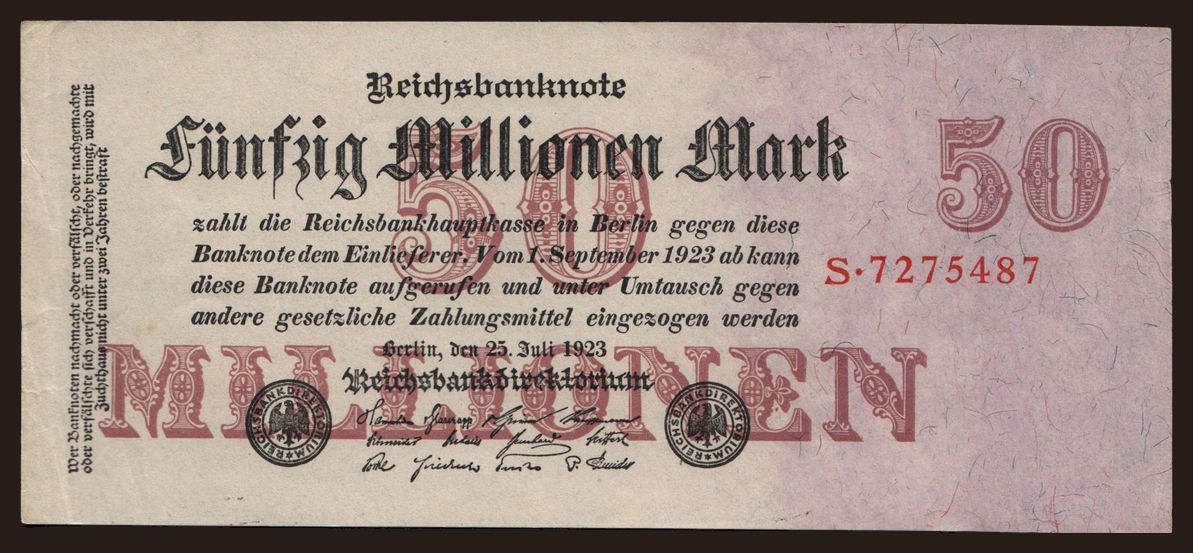 Reichsbanknote
Fünfzig Millionen Mark
50
50
zahlt die Reichsbankhauptkasse in Berlin gegen diese
Banknote dem Einlieferer. Vom 1. September 1923 ab kann
diese Banknote aufgerufen und unter Umtausch gegen
andere gesetzliche Zahlungsmittel eingezogen werden
S·7275487
Berlin, den 25. Juli 1923
Reichsbankdirektorium
MILLIONEN
REICHSBANKDIREKTORIUM
REICHSBANKDIREKTORIUM
Wer Banknoten nachmacht oder verfälscht, oder nachgemachte
oder verfälschte sich verschafft und in Verkehr bringt, wird mit
Zuchthaus nicht unter zwei Jahren bestraft